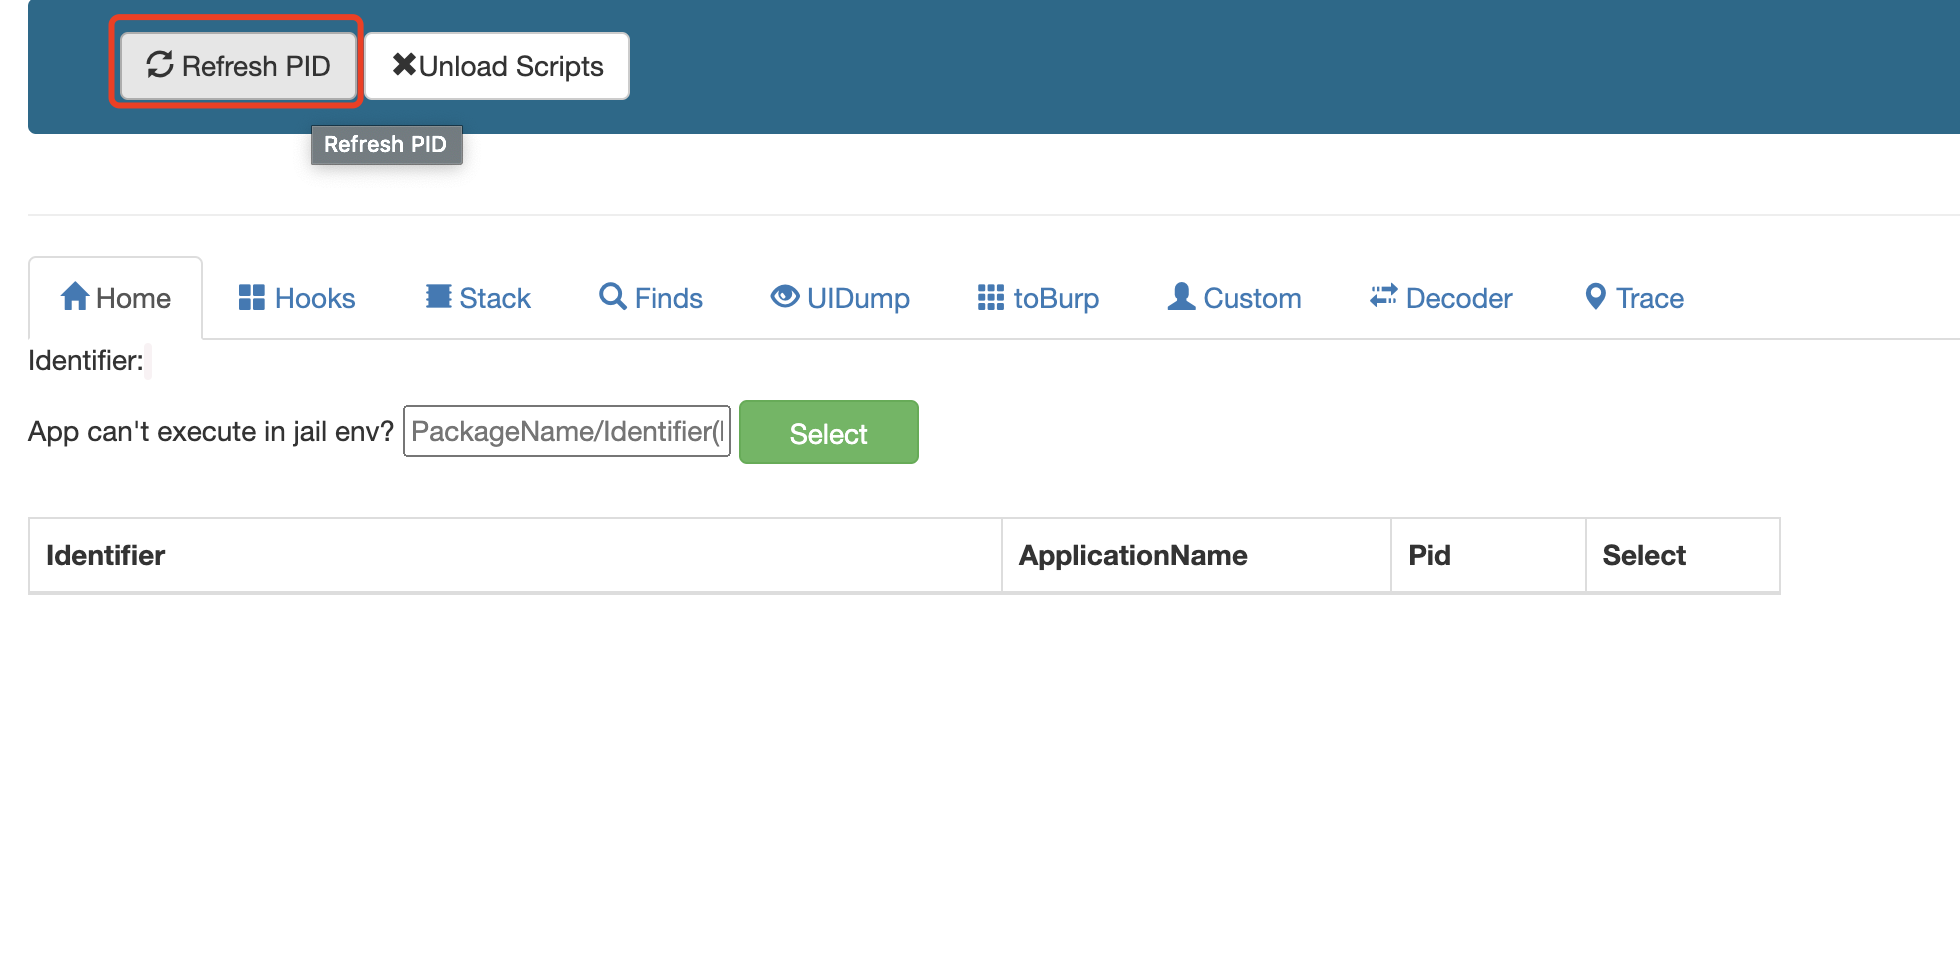 Refresh PID Unload Scripts
Refresh PID
Home Hooks Stack Finds UIDump toBurp Custom Decoder Trace
Identifier:
App can't execute in jail env? PackageName/Identifier( Select
Identifier ApplicationName Pid Select